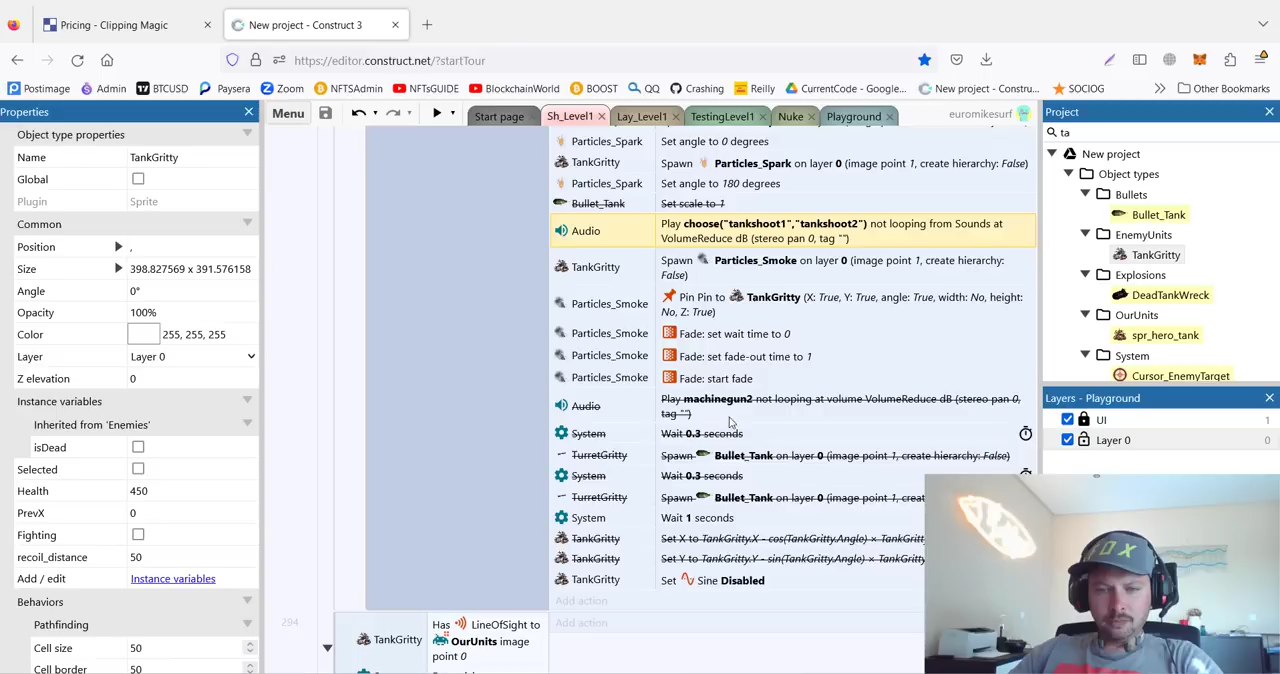 Pricing - Clipping Magic
New project - Construct 3
https://editor.construct.net/?startTour
Postimage
Admin
BTCUSD
Paysera
Zoom
NFTSAdmin
NFTsGUIDE
BlockchainWorld
BOOST
QQ
Crashing
Reilly
CurrentCode - Google...
New project - Constru...
SOCIOG
Other Bookmarks
Properties
Menu
Start page
Sh_Level1
Lay_Level1
TestingLevel1
Nuke
Playground
euromikesurf
Project
Object type properties
Name TankGritty
Global
Plugin Sprite
Common
Position ,
Size 398.827569 x 391.576158
Angle 0°
Opacity 100%
Color 255, 255, 255
Layer Layer 0
Z elevation 0
Instance variables
Inherited from 'Enemies'
isDead
Selected
Health 450
PrevX 0
Fighting
recoil_distance 50
Add / edit Instance variables
Behaviors
Pathfinding
Cell size 50
Cell border 50
Particles_Spark Set angle to 0 degrees
TankGritty Spawn Particles_Spark on layer 0 (image point 1, create hierarchy: False)
Particles_Spark Set angle to 180 degrees
Bullet_Tank Set scale to 1
Audio Play choose("tankshoot1","tankshoot2") not looping from Sounds at
VolumeReduce dB (stereo pan 0, tag "")
TankGritty Spawn Particles_Smoke on layer 0 (image point 1, create hierarchy:
False)
Particles_Smoke Pin Pin to TankGritty (X: True, Y: True, angle: True, width: No, height:
No, Z: True)
Particles_Smoke Fade: set wait time to 0
Particles_Smoke Fade: set fade-out time to 1
Particles_Smoke Fade: start fade
Audio Play machinegun2 not looping at volume VolumeReduce dB (stereo pan 0,
tag "")
System Wait 0.3 seconds
TurretGritty Spawn Bullet_Tank on layer 0 (image point 1, create hierarchy: False)
System Wait 0.3 seconds
TurretGritty Spawn Bullet_Tank on layer 0 (image point 1, creat
System Wait 1 seconds
TankGritty Set X to TankGritty.X - cos(TankGritty.Angle) × TankGritt
TankGritty Set Y to TankGritty.Y - sin(TankGritty.Angle) × TankGritty
TankGritty Set Sine Disabled
Add action
294
TankGritty Has LineOfSight to
OurUnits image
point 0
Add action
ta
New project
Object types
Bullets
Bullet_Tank
EnemyUnits
TankGritty
Explosions
DeadTankWreck
OurUnits
spr_hero_tank
System
Cursor_EnemyTarget
Layers - Playground
UI 1
Layer 0 0
FOX